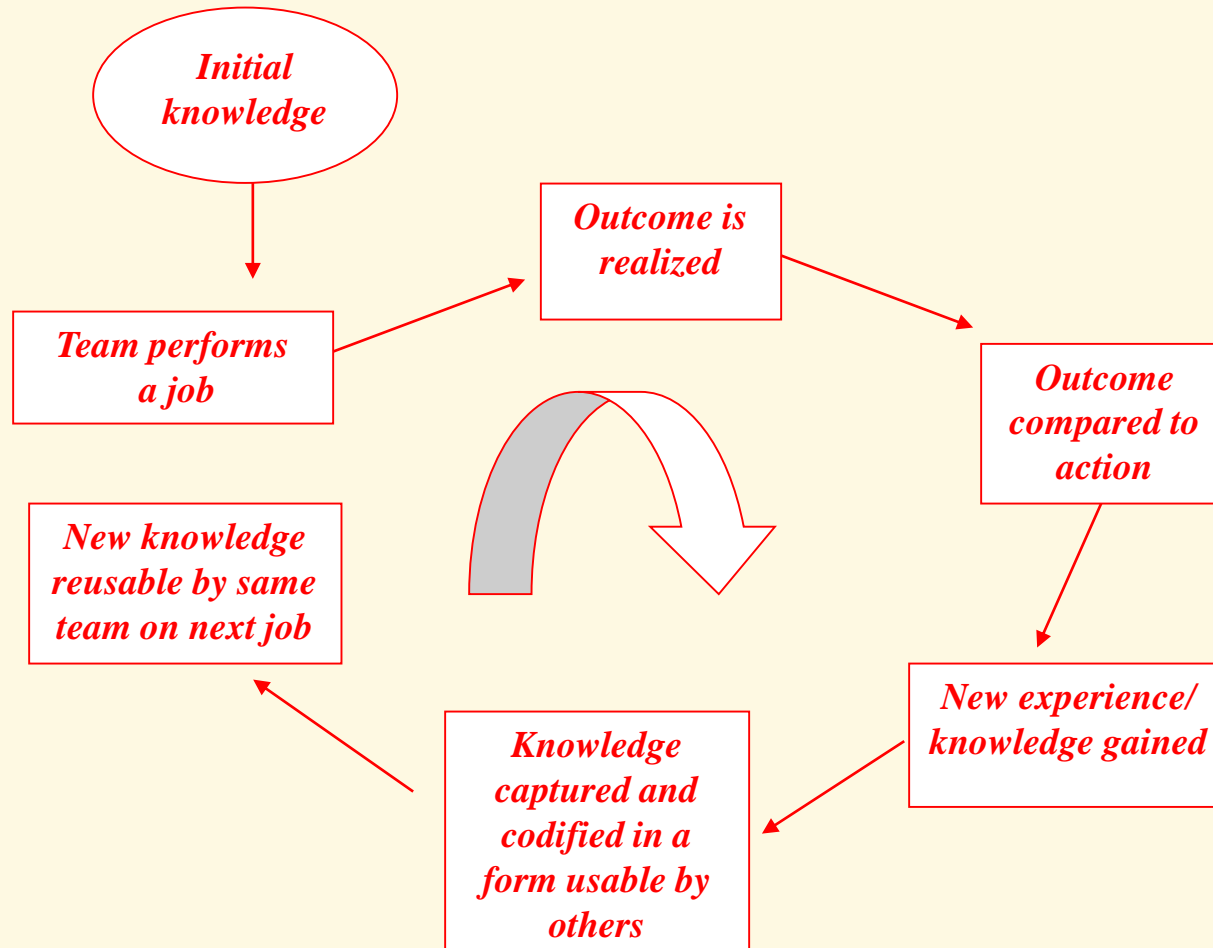 Initial
knowledge
Team performs
a job
Outcome is
realized
Outcome
compared to
action
New experience/
knowledge gained
Knowledge
captured and
codified in a
form usable by
others
New knowledge
reusable by same
team on next job